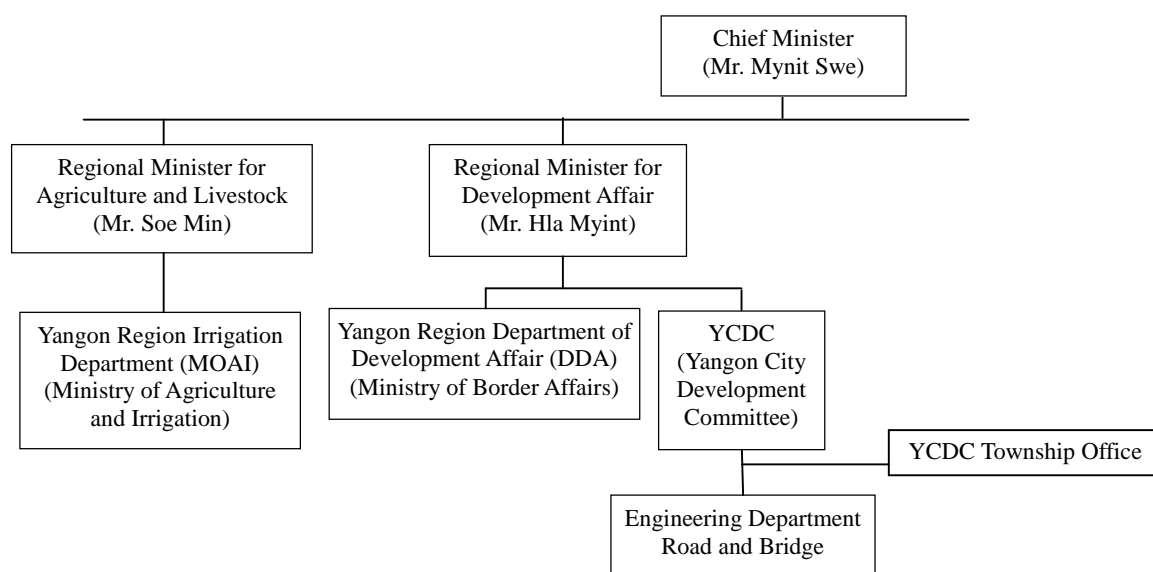 Chief Minister
(Mr. Mynit Swe)
Regional Minister for
Agriculture and Livestock
(Mr. Soe Min)
Regional Minister for
Development Affair
(Mr. Hla Myint)
Yangon Region Irrigation
Department (MOAI)
(Ministry of Agriculture
and Irrigation)
Yangon Region Department of
Development Affair (DDA)
(Ministry of Border Affairs)
YCDC
(Yangon City
Development
Committee)
YCDC Township Office
Engineering Department
Road and Bridge